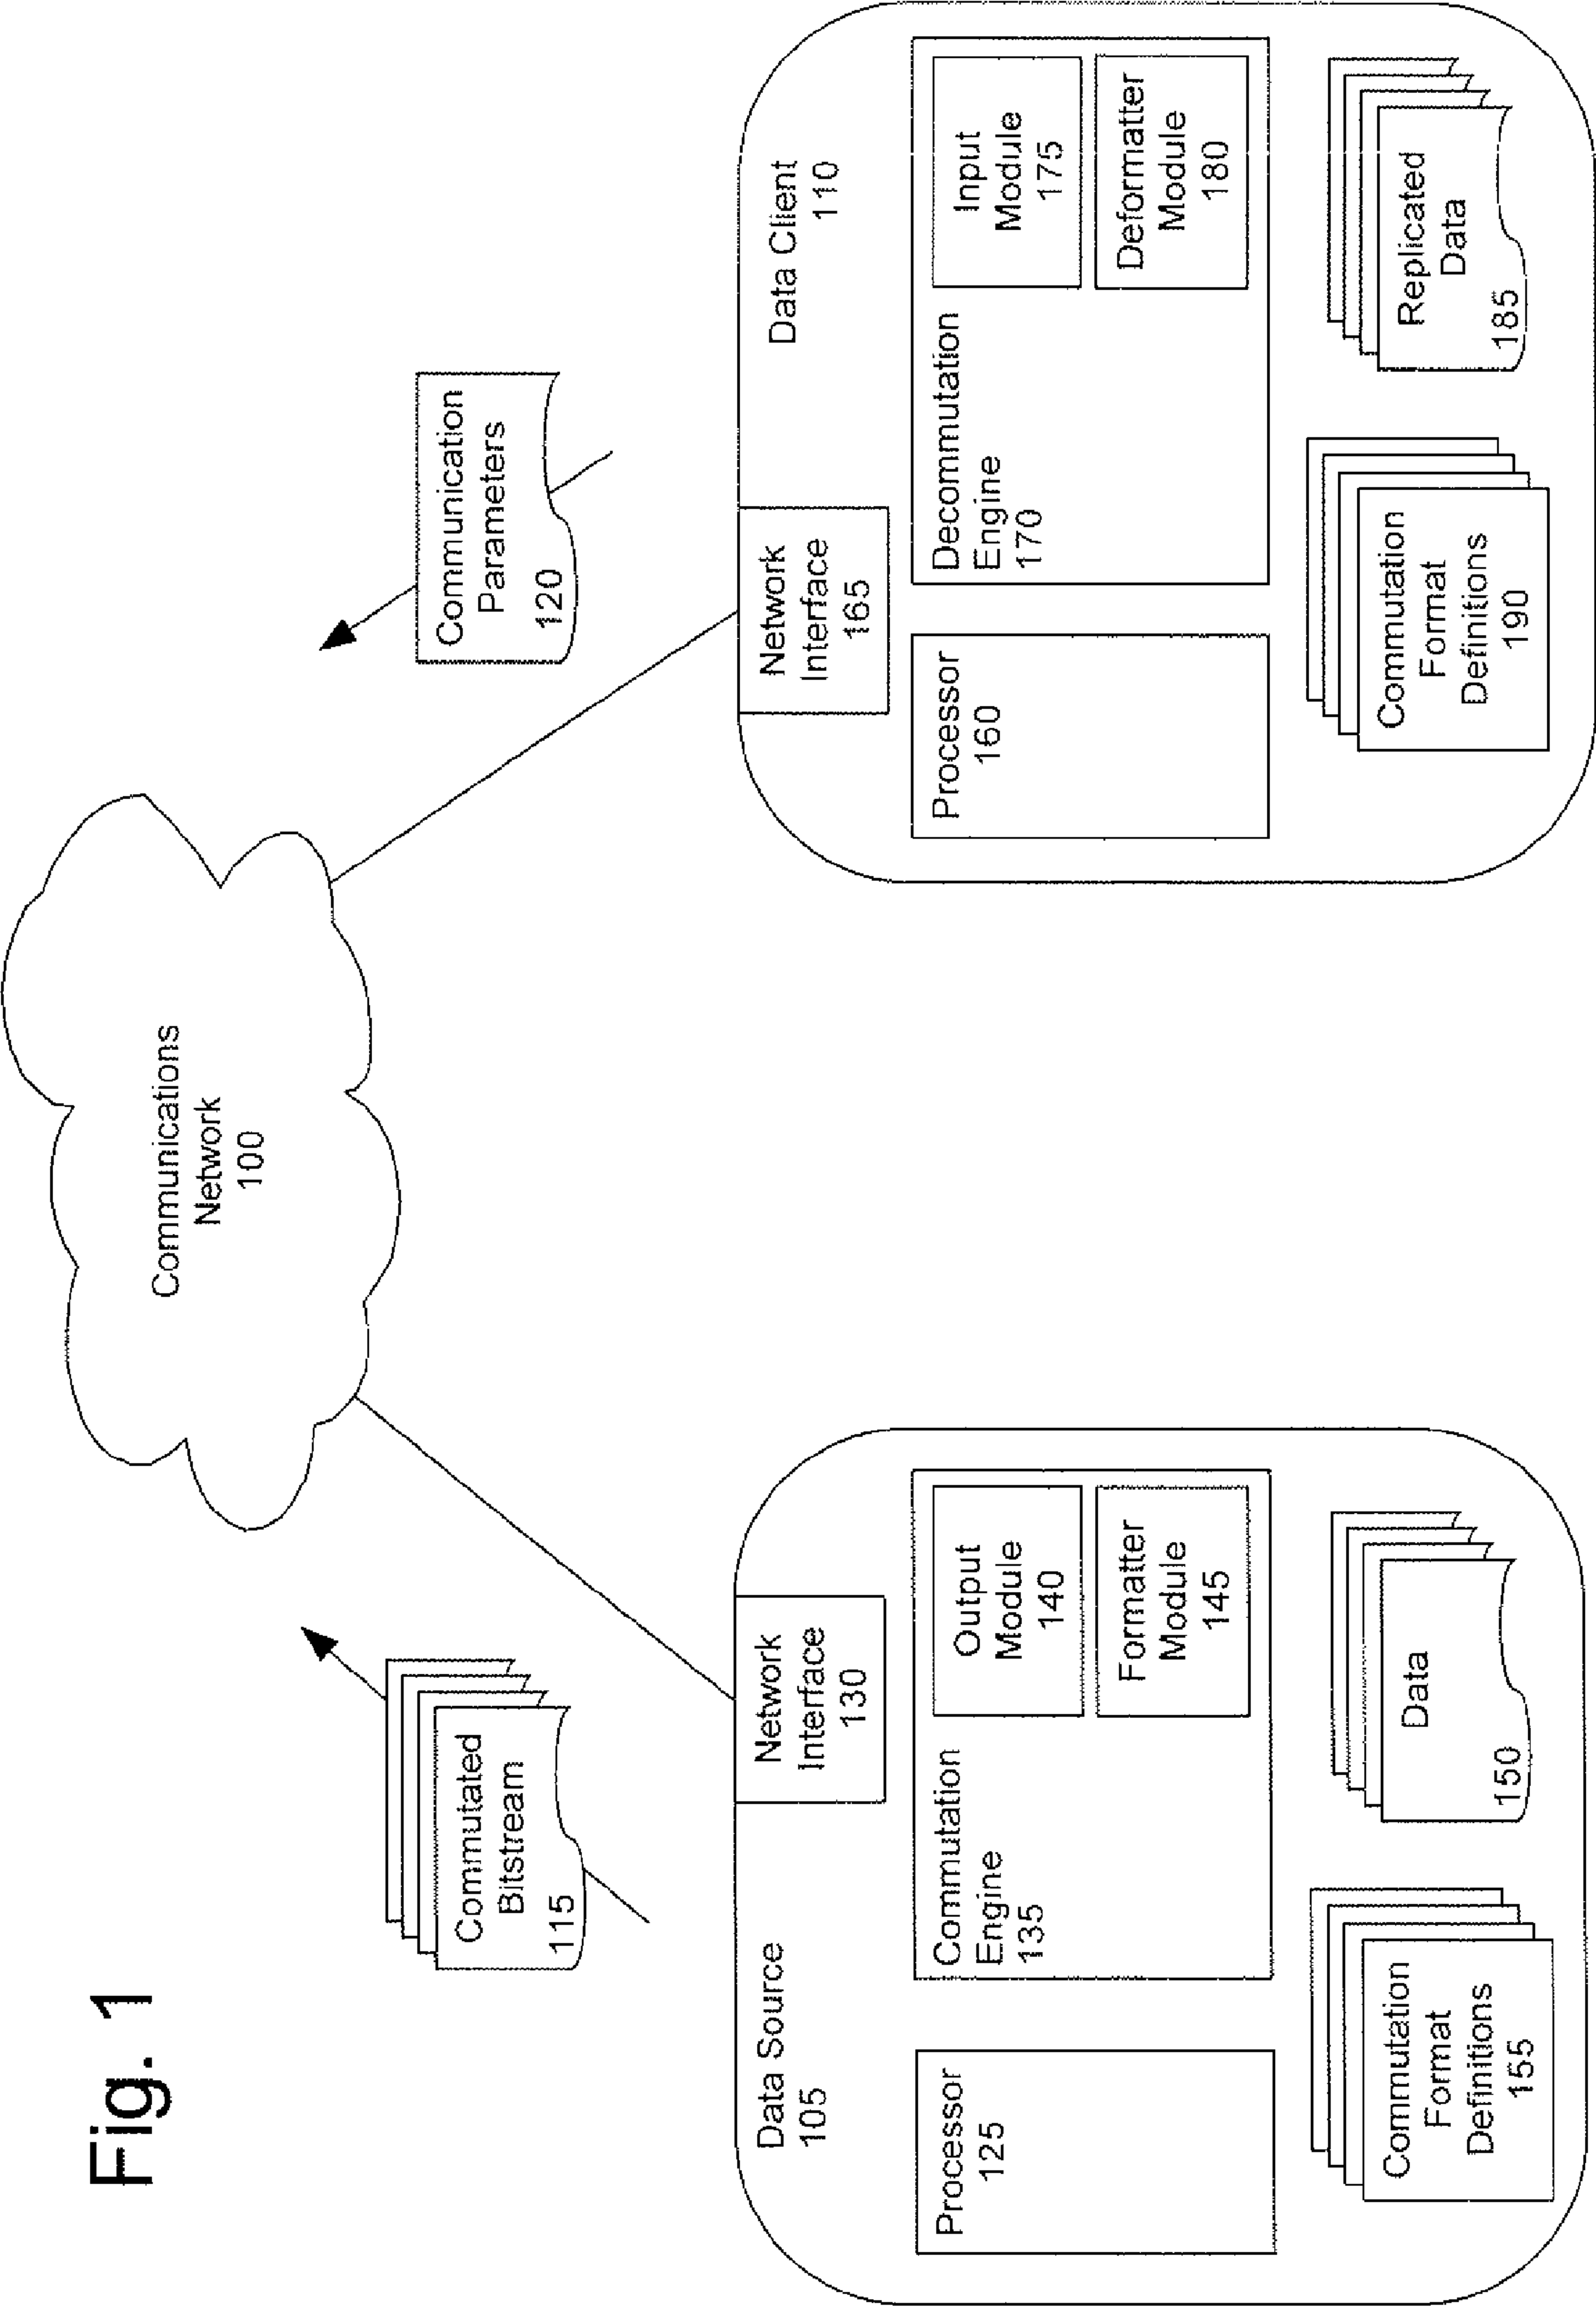 Fig. 1
Communications
Network
100
Commutated
Bitstream
115
Communication
Parameters
120
Data Source
105
Network
Interface
130
Processor
125
Commutation
Engine
135
Output
Module
140
Formatter
Module
145
Commutation
Format
Definitions
155
Data
150
Data Client
110
Network
Interface
165
Processor
160
Decommutation
Engine
170
Input
Module
175
Deformatter
Module
180
Commutation
Format
Definitions
190
Replicated
Data
185